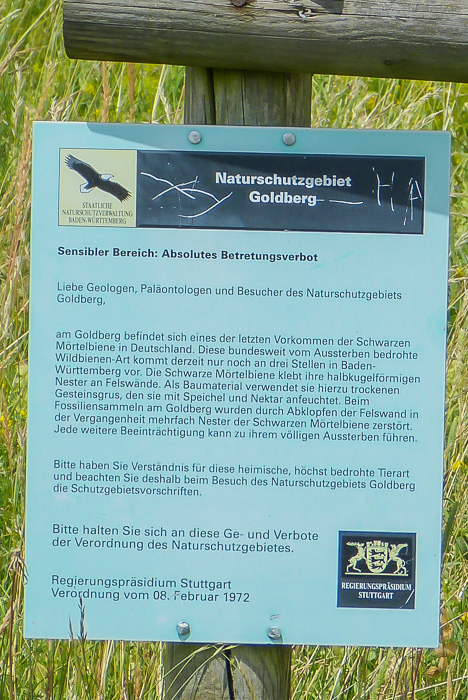 STAATLICHE
NATURSCHUTZVERWALTUNG
BADEN-WÜRTTEMBERG
Naturschutzgebiet
Goldberg
H A
Sensibler Bereich: Absolutes Betretungsverbot
Liebe Geologen, Paläontologen und Besucher des Naturschutzgebiets
Goldberg,
am Goldberg befindet sich eines der letzten Vorkommen der Schwarzen
Mörtelbiene in Deutschland. Diese bundesweit vom Aussterben bedrohte
Wildbienen-Art kommt derzeit nur noch an drei Stellen in Baden-
Württemberg vor. Die Schwarze Mörtelbiene klebt ihre halbkugelförmigen
Nester an Felswände. Als Baumaterial verwendet sie hierzu trockenen
Gesteinsgrus, den sie mit Speichel und Nektar anfeuchtet. Beim
Fossiliensammeln am Goldberg wurden durch Abklopfen der Felswand in
der Vergangenheit mehrfach Nester der Schwarzen Mörtelbiene zerstört.
Jede weitere Beeinträchtigung kann zu ihrem völligen Aussterben führen.
Bitte haben Sie Verständnis für diese heimische, höchst bedrohte Tierart
und beachten Sie deshalb beim Besuch des Naturschutzgebiets Goldberg
die Schutzgebietsvorschriften.
Bitte halten Sie sich an diese Ge- und Verbote
der Verordnung des Naturschutzgebietes.
Regierungspräsidium Stuttgart
Verordnung vom 08. Februar 1972
REGIERUNGSPRÄSIDIUM
STUTTGART